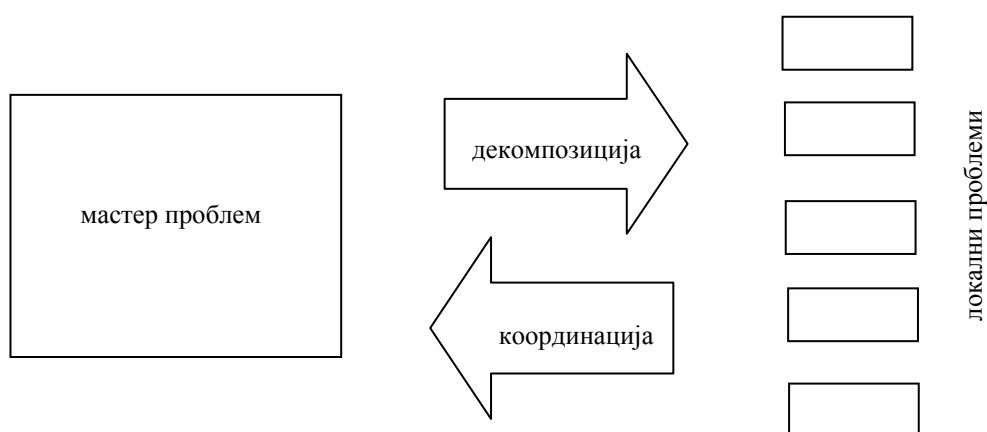 мастер проблем
декомпозиција
координација
локални проблеми